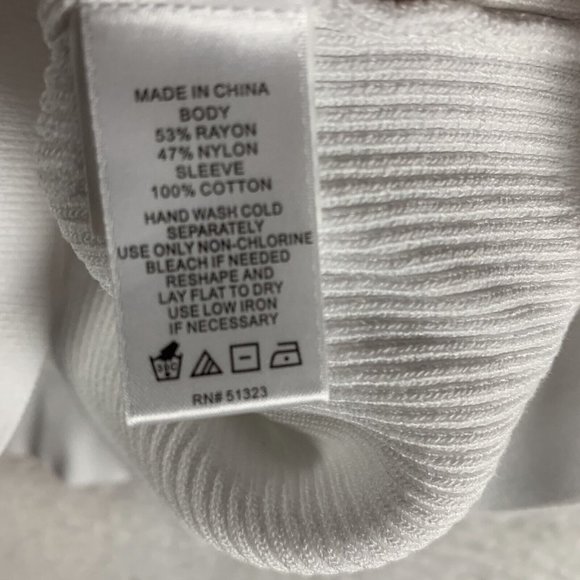 MADE IN CHINA
BODY
53% RAYON
47% NYLON
SLEEVE
100% COTTON
HAND WASH COLD
SEPARATELY
USE ONLY NON-CHLORINE
BLEACH IF NEEDED
RESHAPE AND
LAY FLAT TO DRY
USE LOW IRON
IF NECESSARY
30C
RN# 51323